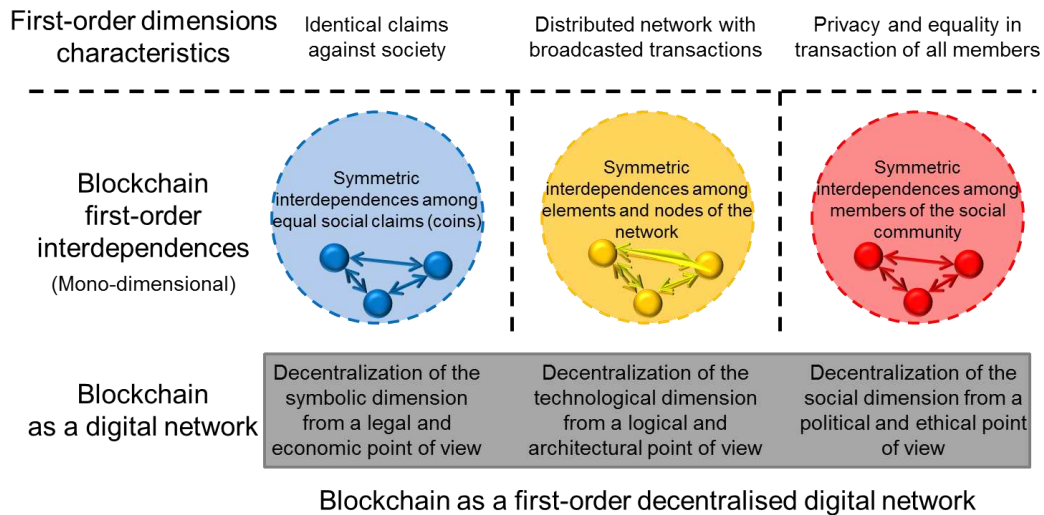 First-order dimensions
characteristics
Identical claims
against society
Distributed network with
broadcasted transactions
Privacy and equality in
transaction of all members
Blockchain
first-order
interdependences
(Mono-dimensional)
Symmetric
interdependences among
equal social claims (coins)
Symmetric
interdependences among
elements and nodes of the
network
Symmetric
interdependences among
members of the social
community
Blockchain
as a digital network
Decentralization of the
symbolic dimension
from a legal and
economic point of view
Decentralization of the
technological dimension
from a logical and
architectural point of view
Decentralization of the
social dimension from a
political and ethical point
of view
Blockchain as a first-order decentralised digital network